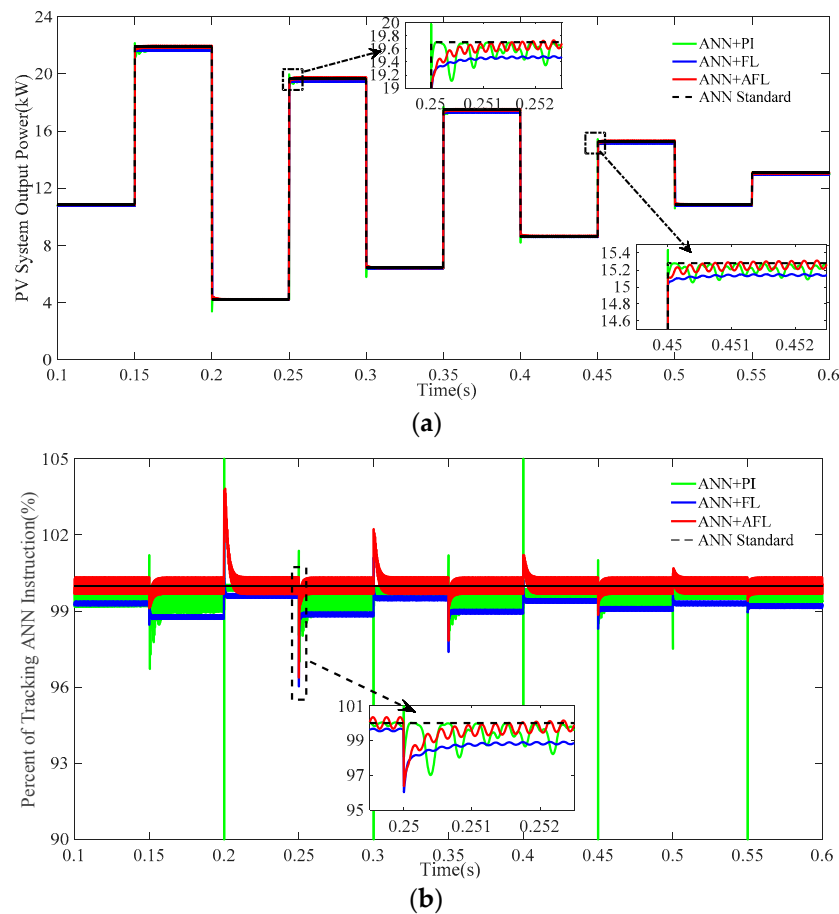 PV System Output Power(kW)
24
20
16
12
8
4
0
0.1 0.15 0.2 0.25 0.3 0.35 0.4 0.45 0.5 0.55 0.6
Time(s)
20
19.8
19.6
19.4
19.2
19
0.25 0.251 0.252
ANN+PI
ANN+FL
ANN+AFL
ANN Standard
15.4
15.2
15
14.8
14.6
0.45 0.451 0.452
(a)
Percent of Tracking ANN Instruction(%)
105
102
99
96
93
90
0.1 0.15 0.2 0.25 0.3 0.35 0.4 0.45 0.5 0.55 0.6
Time(s)
ANN+PI
ANN+FL
ANN+AFL
ANN Standard
101
99
97
95
0.25 0.251 0.252
(b)